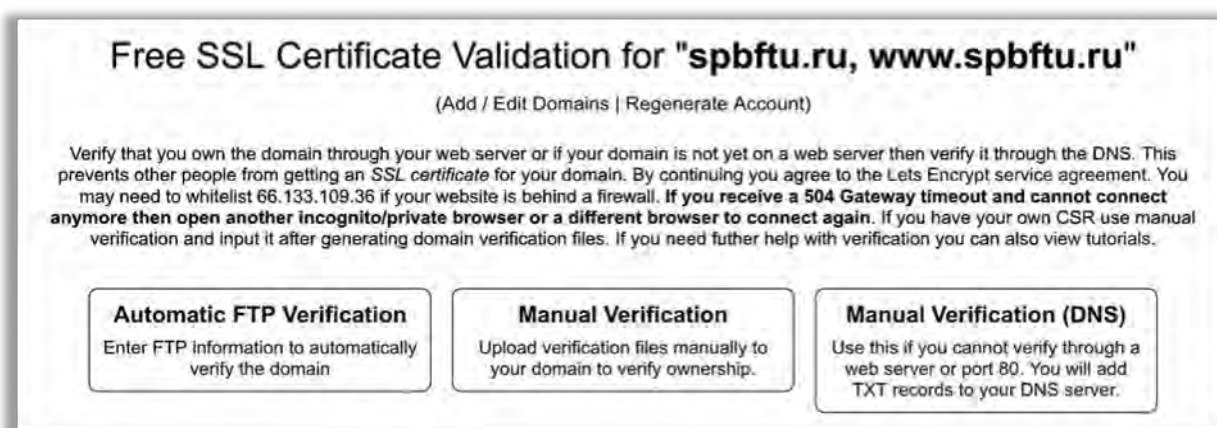 Free SSL Certificate Validation for "spbftu.ru, www.spbftu.ru"
(Add / Edit Domains | Regenerate Account)
Verify that you own the domain through your web server or if your domain is not yet on a web server then verify it through the DNS. This
prevents other people from getting an SSL certificate for your domain. By continuing you agree to the Lets Encrypt service agreement. You
may need to whitelist 66.133.109.36 if your website is behind a firewall. If you receive a 504 Gateway timeout and cannot connect
anymore then open another incognito/private browser or a different browser to connect again. If you have your own CSR use manual
verification and input it after generating domain verification files. If you need futher help with verification you can also view tutorials.
Automatic FTP Verification
Enter FTP information to automatically
verify the domain
Manual Verification
Upload verification files manually to
your domain to verify ownership.
Manual Verification (DNS)
Use this if you cannot verify through a
web server or port 80. You will add
TXT records to your DNS server.